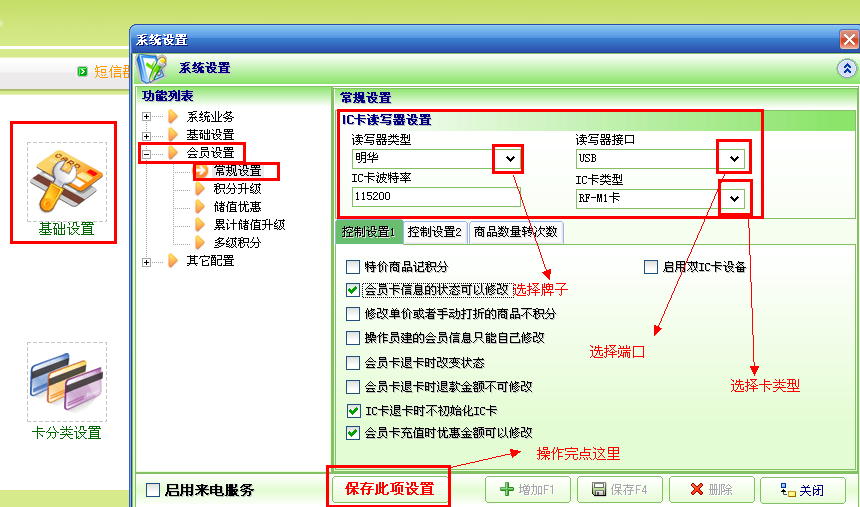 系统设置
短信群
系统设置
功能列表
系统业务
基础设置
会员设置
常规设置
积分升级
储值优惠
累计储值升级
多级积分
其它配置
基础设置
卡分类设置
常规设置
IC卡读写器设置
读写器类型
读写器接口
明华
USB
IC卡波特率
IC卡类型
115200
RF-M1卡
控制设置1
控制设置2
商品数量转次数
特价商品记积分
启用双IC卡设备
会员卡信息的状态可以修改
选择牌子
修改单价或者手动打折的商品不积分
操作员建的会员信息只能自己修改
选择端口
会员卡退卡时改变状态
会员卡退卡时退款金额不可修改
选择卡类型
IC卡退卡时不初始化IC卡
会员卡充值时优惠金额可以修改
操作完点这里
启用来电服务
保存此项设置
增加F1
保存F4
删除
关闭